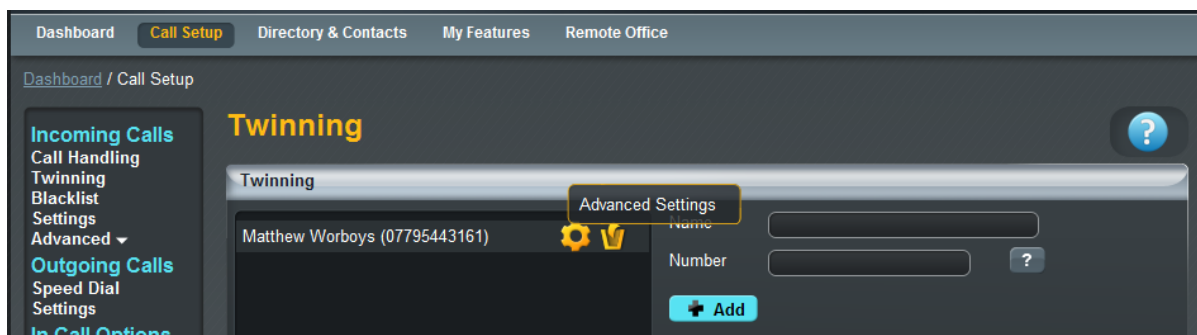 Dashboard Call Setup Directory & Contacts My Features Remote Office
Dashboard / Call Setup
Incoming Calls
Call Handling
Twinning
Blacklist
Settings
Advanced
Outgoing Calls
Speed Dial
Settings
In Call Options
Twinning
?
Twinning
Advanced Settings
Matthew Worboys (07795443161)
Name
Number
?
Add